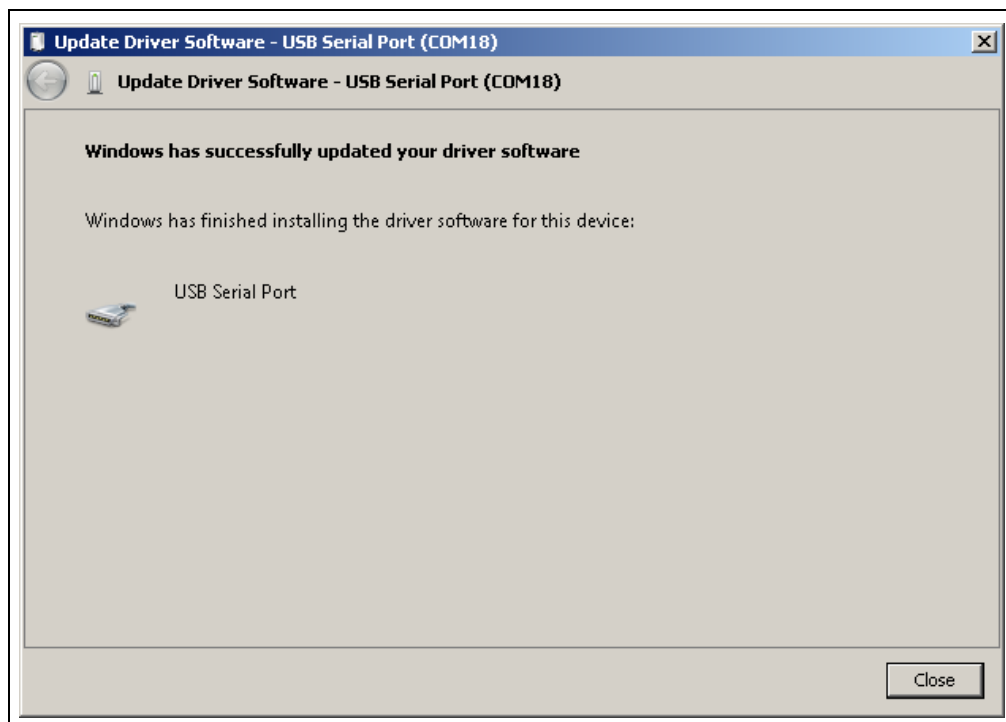 Update Driver Software - USB Serial Port (COM18)
Update Driver Software - USB Serial Port (COM18)
Windows has successfully updated your driver software
Windows has finished installing the driver software for this device:
USB Serial Port
Close